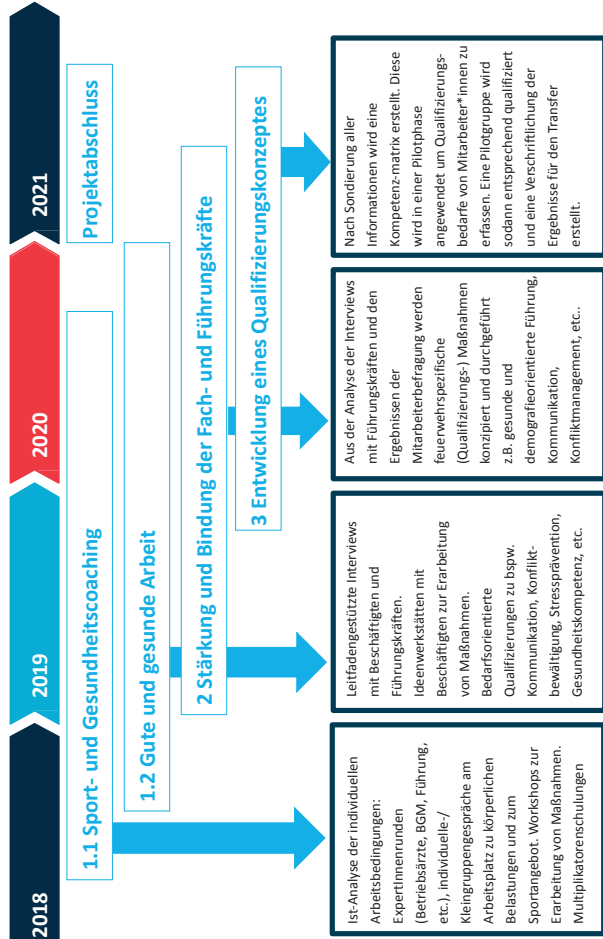 2018
2019
2020
2021
1.1 Sport- und Gesundheitscoaching
Projektabschluss
1.2 Gute und gesunde Arbeit
2 Stärkung und Bindung der Fach- und Führungskräfte
3 Entwicklung eines Qualifizierungskonzeptes
Ist-Analyse der individuellen
Arbeitsbedingungen:
ExpertInnenrunden
(Betriebsärzte, BGM, Führung,
etc.), individuelle-/
Kleingruppengespräche am
Arbeitsplatz zu körperlichen
Belastungen und zum
Sportangebot. Workshops zur
Erarbeitung von Maßnahmen.
Multiplikatorenschulungen
Leitfadengestützte Interviews
mit Beschäftigten und
Führungskräften.
Ideenwerkstätten mit
Beschäftigten zur Erarbeitung
von Maßnahmen.
Bedarfsorientierte
Qualifizierungen zu bspw.
Kommunikation, Konflikt-
bewältigung, Stressprävention,
Gesundheitskompetenz, etc.
Aus der Analyse der Interviews
mit Führungskräften und den
Ergebnissen der
Mitarbeiterbefragung werden
feuerwehrspezifische
(Qualifizierungs-) Maßnahmen
konzipiert und durchgeführt
z.B. gesunde und
demografieorientierte Führung,
Kommunikation,
Konfliktmanagement, etc..
Nach Sondierung aller
Informationen wird eine
Kompetenz-matrix erstellt. Diese
wird in einer Pilotphase
angewendet um Qualifizierungs-
bedarfe von Mitarbeiter*innen zu
erfassen. Eine Pilotgruppe wird
sodann entsprechend qualifiziert
und eine Verschriftlichung der
Ergebnisse für den Transfer
erstellt.